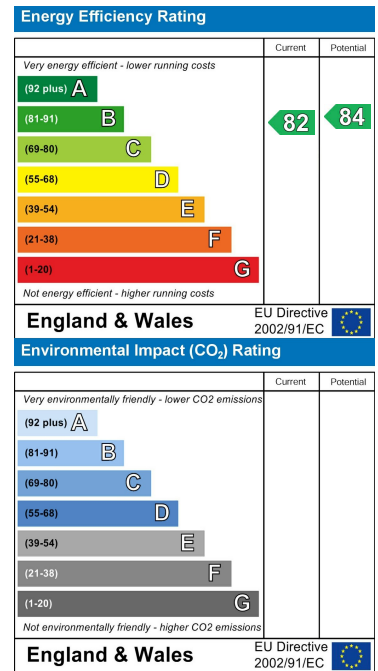 Energy Efficiency Rating
Current Potential
Very energy efficient - lower running costs
(92 plus) A
(81-91) B
82 84
(69-80) C
(55-68) D
(39-54) E
(21-38) F
(1-20) G
Not energy efficient - higher running costs
England & Wales
EU Directive
2002/91/EC
Environmental Impact (CO₂) Rating
Current Potential
Very environmentally friendly - lower CO2 emissions
(92 plus) A
(81-91) B
(69-80) C
(55-68) D
(39-54) E
(21-38) F
(1-20) G
Not environmentally friendly - higher CO2 emissions
England & Wales
EU Directive
2002/91/EC